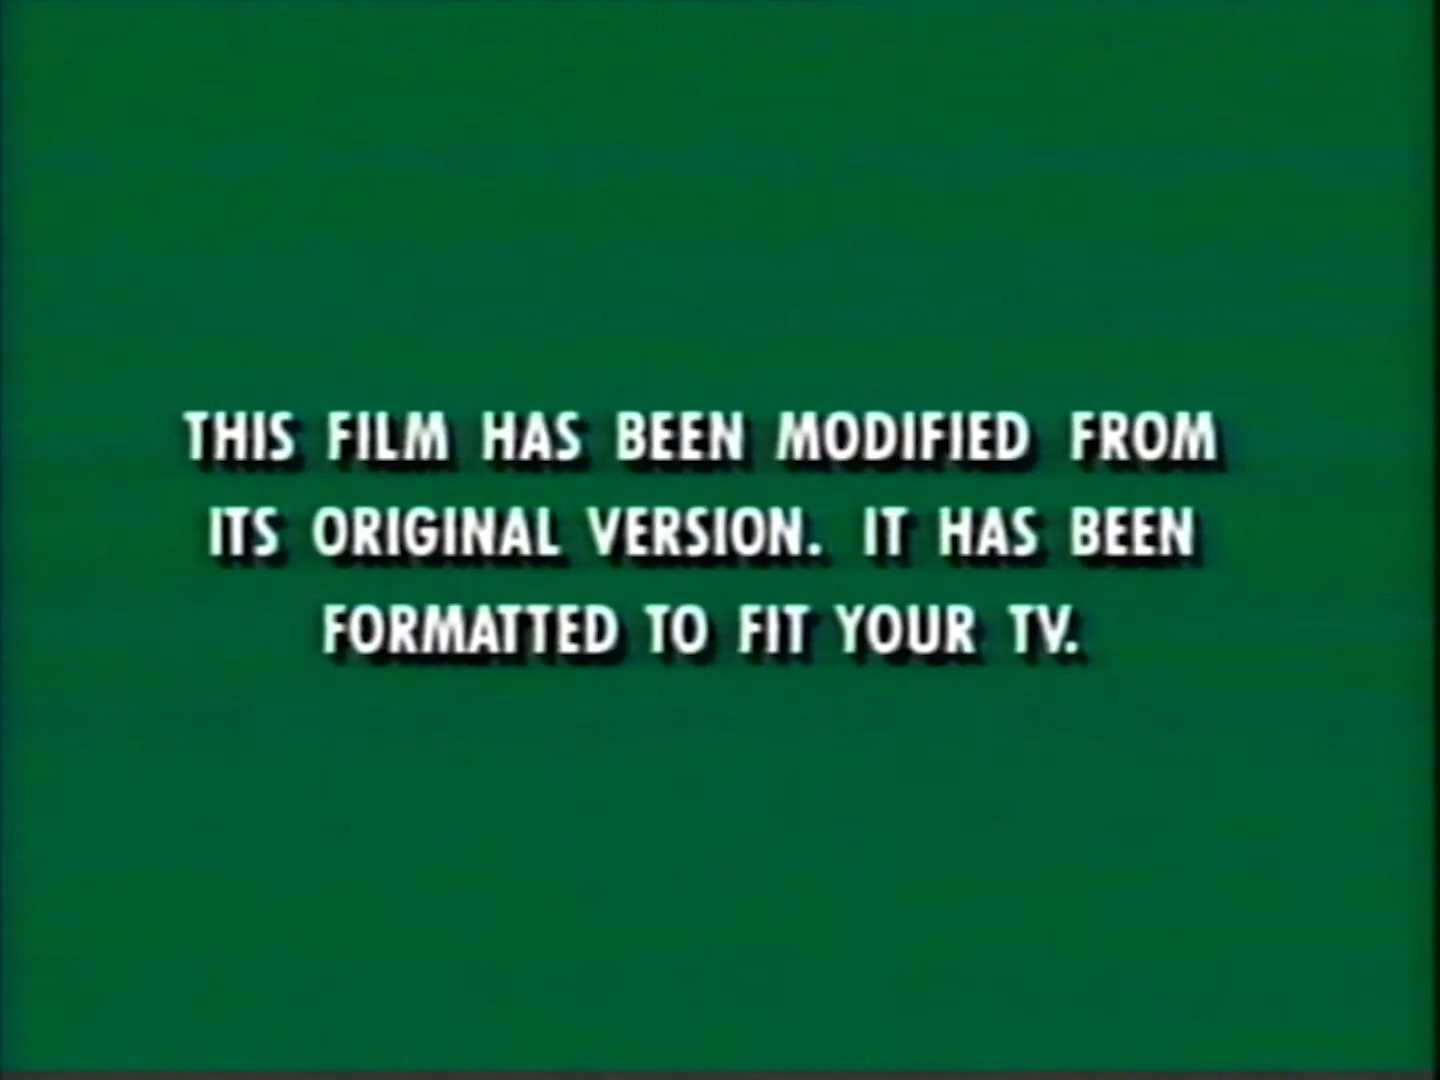 THIS FILM HAS BEEN MODIFIED FROM
ITS ORIGINAL VERSION. IT HAS BEEN
FORMATTED TO FIT YOUR TV.